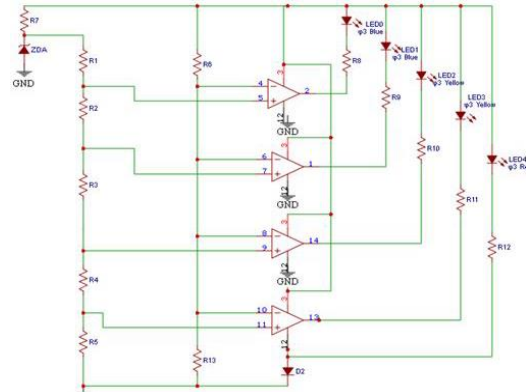 R7
ZDA
GND
R1
R2
R3
R4
R5
R6
R13
4
5
3
2
12
GND
6
7
3
1
12
GND
8
9
3
14
12
GND
10
11
3
13
12
D2
LED0
φ3 Blue
R8
LED1
φ3 Blue
R9
LED2
φ3 Yellow
R10
LED3
φ3 Yellow
R11
LED4
R12